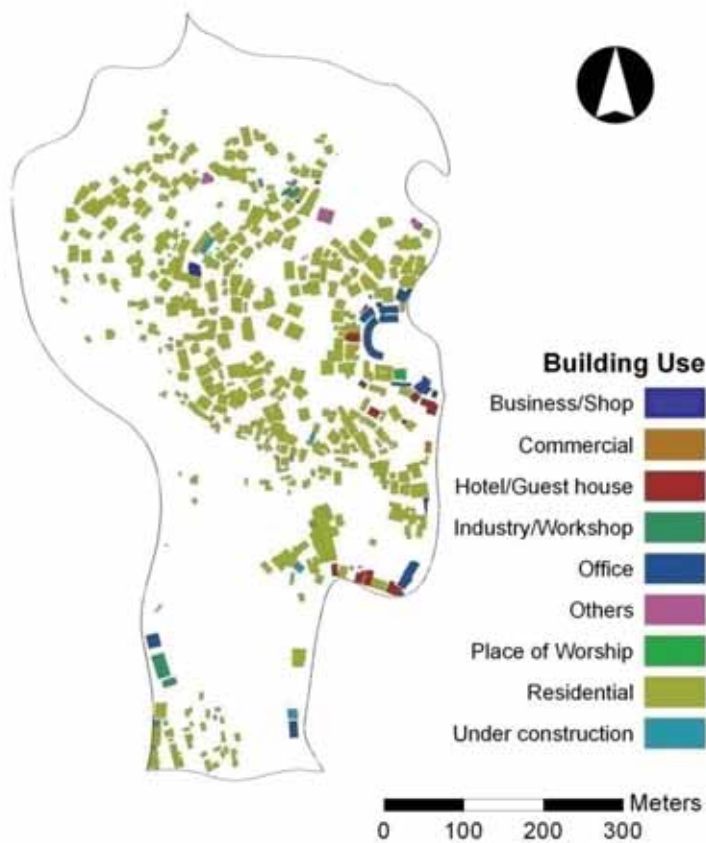 Building Use
Business/Shop
Commercial
Hotel/Guest house
Industry/Workshop
Office
Others
Place of Worship
Residential
Under construction
Meters
0 100 200 300